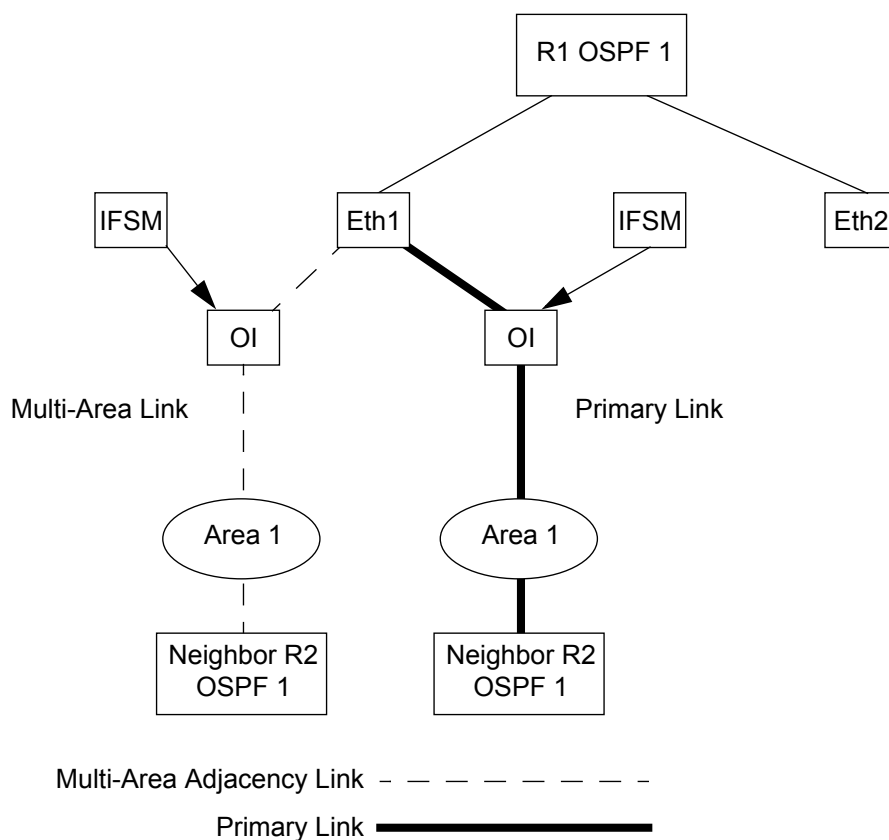 R1 OSPF 1
IFSM
Eth1
IFSM
Eth2
OI
OI
Multi-Area Link
Primary Link
Area 1
Area 1
Neighbor R2
OSPF 1
Neighbor R2
OSPF 1
Multi-Area Adjacency Link
Primary Link